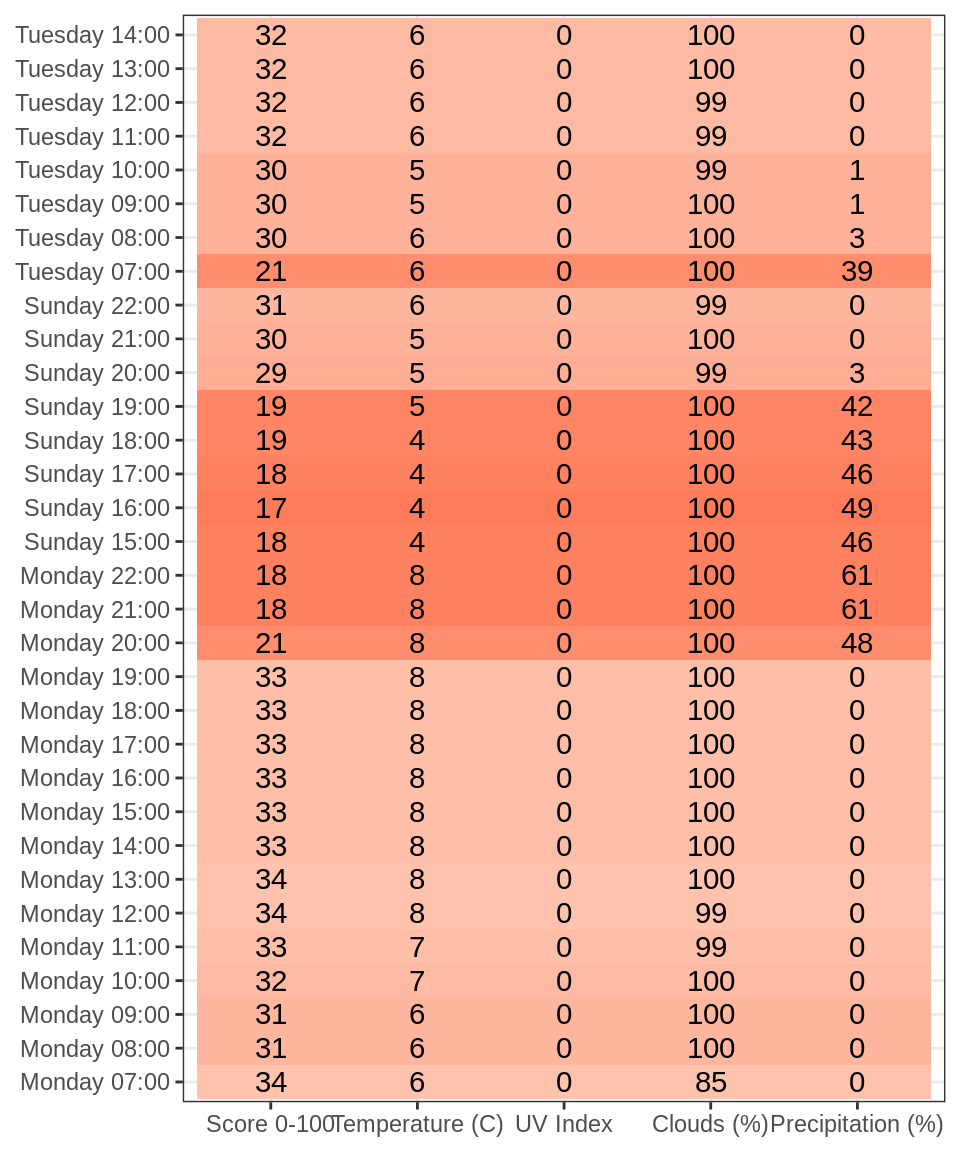 Tuesday 14:00 32 6 0 100 0
Tuesday 13:00 32 6 0 100 0
Tuesday 12:00 32 6 0 99 0
Tuesday 11:00 32 6 0 99 0
Tuesday 10:00 30 5 0 99 1
Tuesday 09:00 30 5 0 100 1
Tuesday 08:00 30 6 0 100 3
Tuesday 07:00 21 6 0 100 39
Sunday 22:00 31 6 0 99 0
Sunday 21:00 30 5 0 100 0
Sunday 20:00 29 5 0 99 3
Sunday 19:00 19 5 0 100 42
Sunday 18:00 19 4 0 100 43
Sunday 17:00 18 4 0 100 46
Sunday 16:00 17 4 0 100 49
Sunday 15:00 18 4 0 100 46
Monday 22:00 18 8 0 100 61
Monday 21:00 18 8 0 100 61
Monday 20:00 21 8 0 100 48
Monday 19:00 33 8 0 100 0
Monday 18:00 33 8 0 100 0
Monday 17:00 33 8 0 100 0
Monday 16:00 33 8 0 100 0
Monday 15:00 33 8 0 100 0
Monday 14:00 33 8 0 100 0
Monday 13:00 34 8 0 100 0
Monday 12:00 34 8 0 99 0
Monday 11:00 33 7 0 99 0
Monday 10:00 32 7 0 100 0
Monday 09:00 31 6 0 100 0
Monday 08:00 31 6 0 100 0
Monday 07:00 34 6 0 85 0
Score 0-100 Temperature (C) UV Index Clouds (%) Precipitation (%)